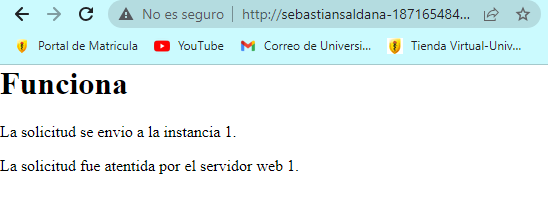 No es seguro | http://sebastiansaldana-187165484...
Portal de Matricula YouTube Correo de Universi... Tienda Virtual-Univ...
Funciona
La solicitud se envio a la instancia 1.
La solicitud fue atentida por el servidor web 1.